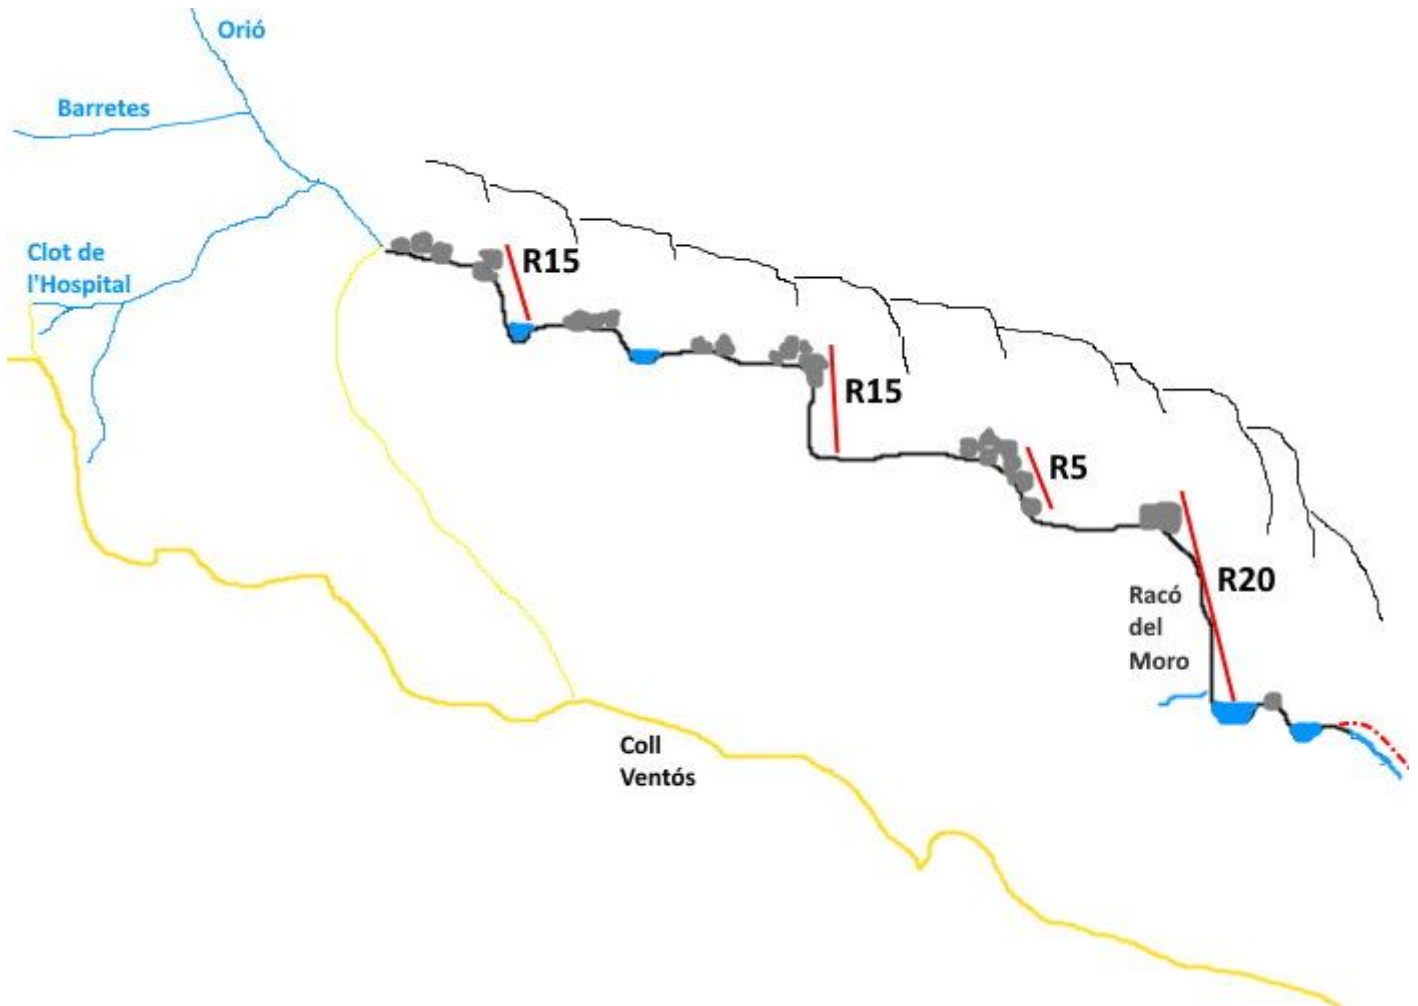 Orió
Barretes
Clot de
l'Hospital
R15
R15
R5
R20
Racó
del
Moro
Coll
Ventós